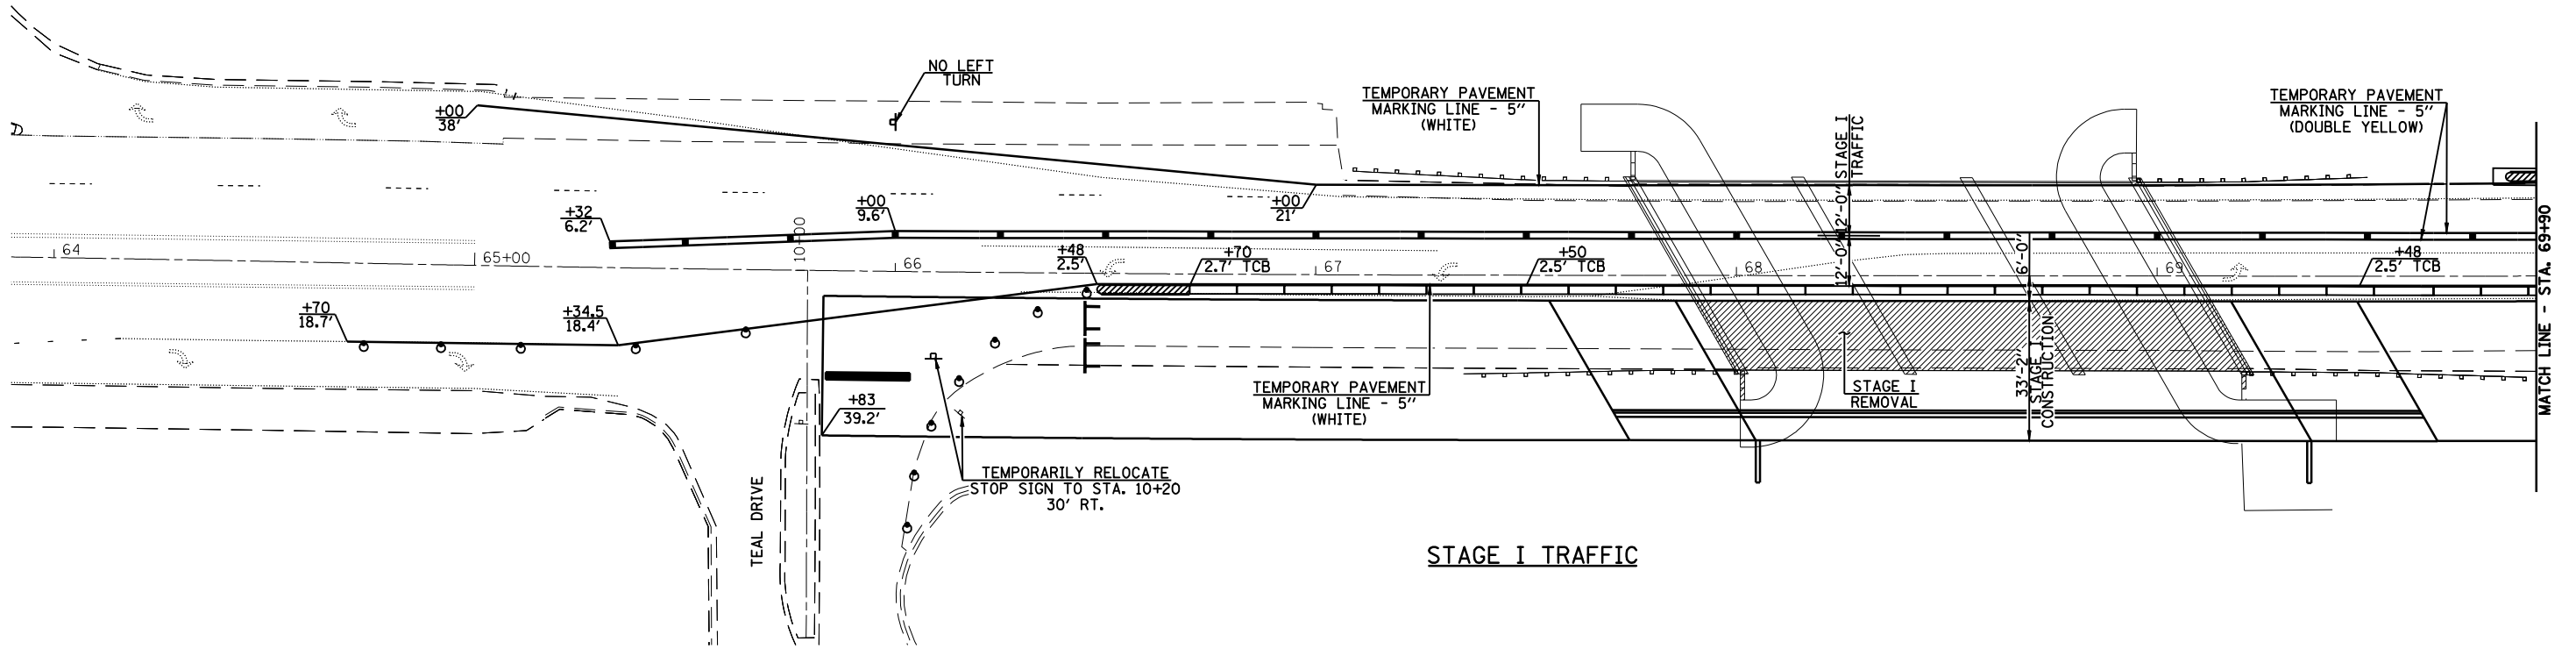 NO LEFT
TURN
+00
38'
TEMPORARY PAVEMENT
MARKING LINE - 5"
(WHITE)
12'-0" STAGE I
TRAFFIC
TEMPORARY PAVEMENT
MARKING LINE - 5"
(DOUBLE YELLOW)
+32
6.2'
+00
9.6'
+00
21'
64
65+00
10+00
66
+48
2.5'
+70
2.7' TCB
67
+50
2.5' TCB
68
12'-0"
6'-0"
69
+48
2.5' TCB
MATCH LINE - STA. 69+90
+70
18.7'
+34.5
18.4'
+83
39.2'
TEMPORARY PAVEMENT
MARKING LINE - 5"
(WHITE)
STAGE I
REMOVAL
33'-2"
STAGE I
CONSTRUCTION
TEAL DRIVE
TEMPORARILY RELOCATE
STOP SIGN TO STA. 10+20
30' RT.
STAGE I TRAFFIC